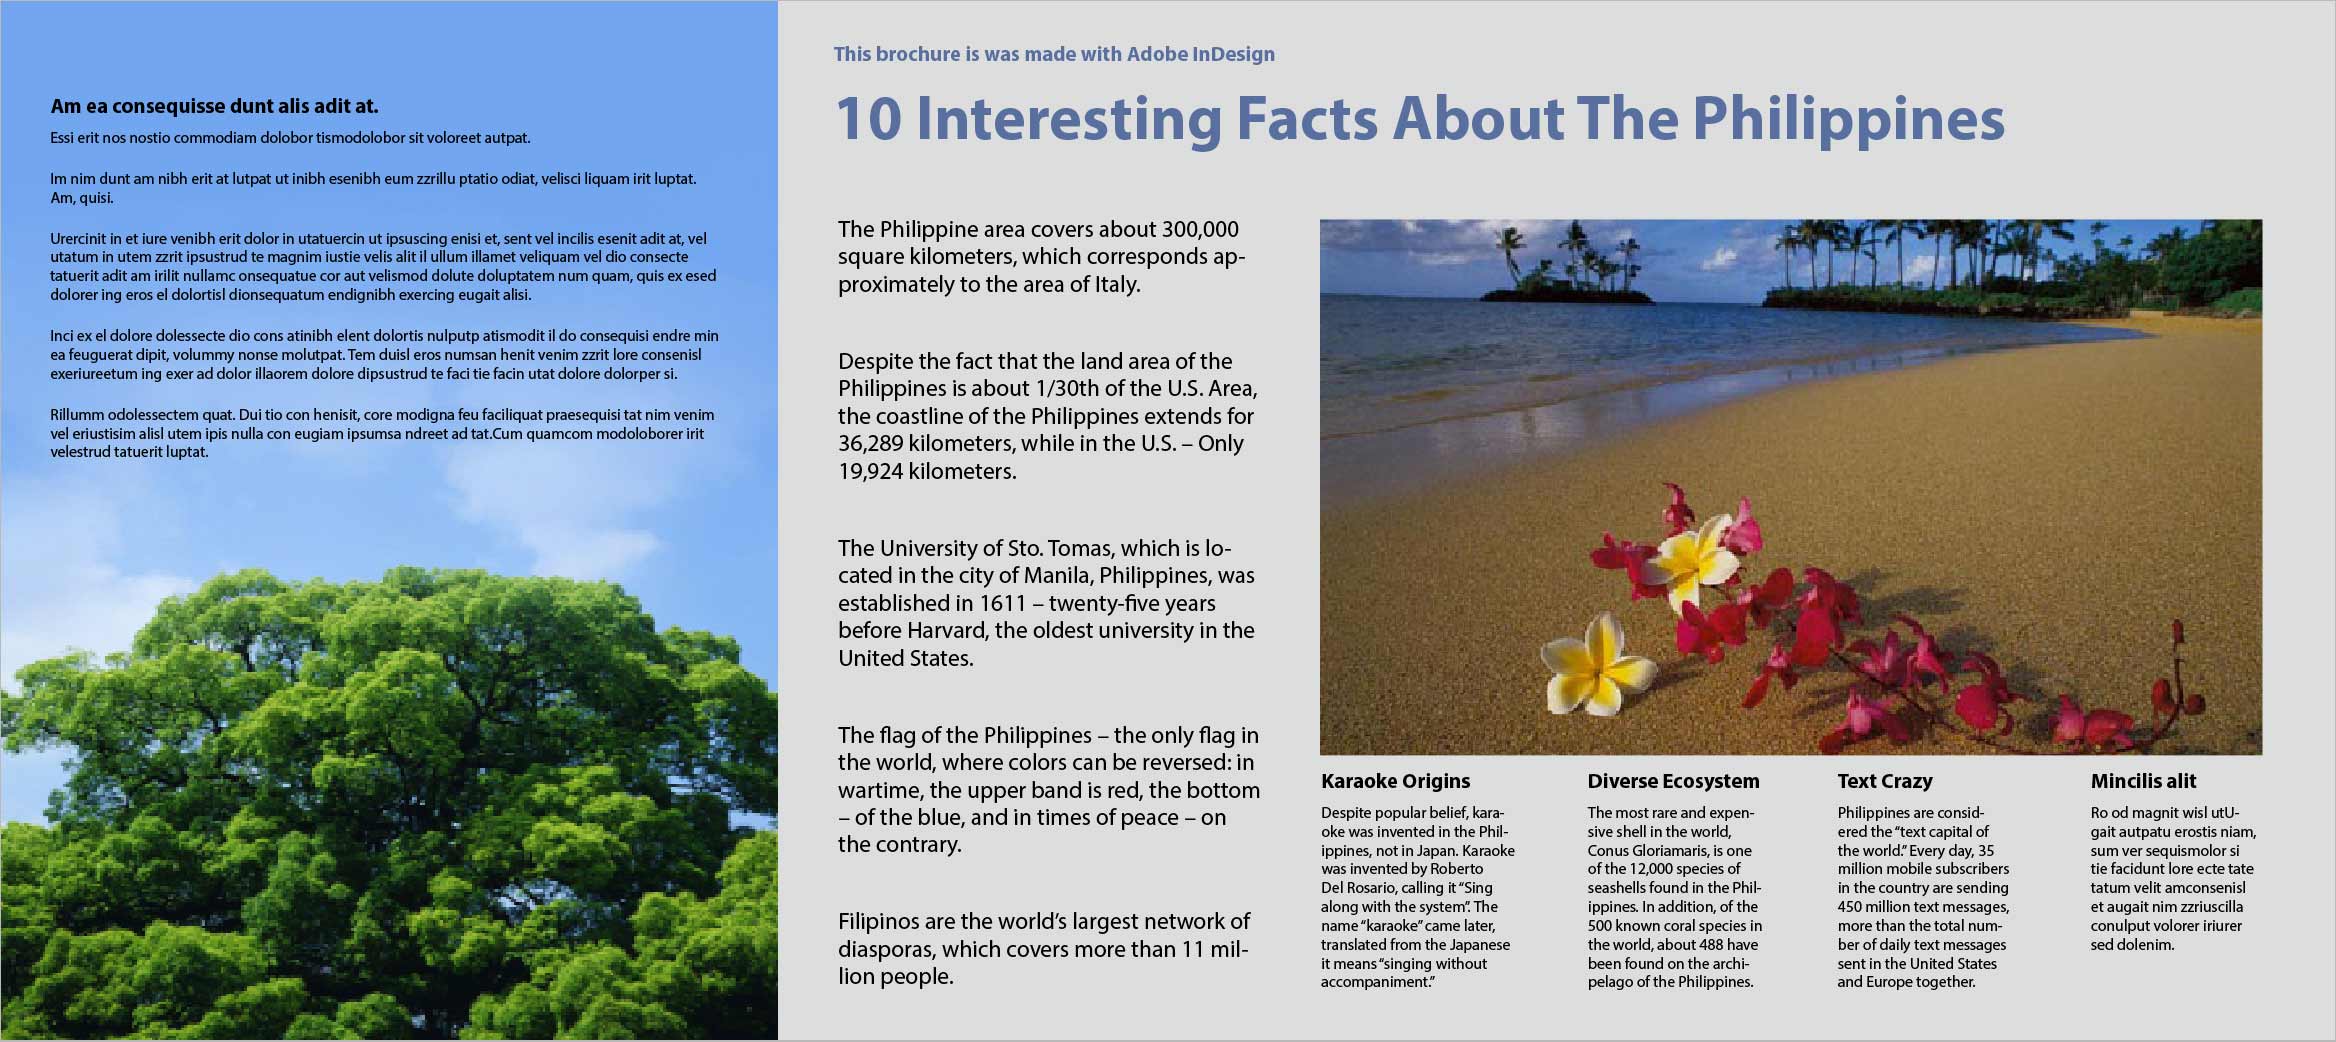 Am ea consequisse dunt alis adit at.
Essi erit nos nostio commodiam dolobor tismodolobor sit voloreet autpat.
Im nim dunt am nibh erit at lutpat ut inibh esenibh eum zzrillu ptatio odiat, velisci liquam irit luptat.
Am, quisi.
Urercinit in et iure venibh erit dolor in utatuercin ut ipsuscing enisi et, sent vel incilis esenit adit at, vel
utatum in utem zzrit ipsustrud te magnim iustie velis alit il ullum illamet veliquam vel dio consecte
tatuerit adit am irilit nullamc onsequatue cor aut velismod dolute doluptatem num quam, quis ex esed
dolorer ing eros el dolortisl dionsequatum endignibh exercing eugait alisi.
Inci ex el dolore dolessecte dio cons atinibh elent dolortis nulputp atismodit il do consequisi endre min
ea feuguerat dipit, volummy nonse molutpat. Tem duisl eros numsan henit venim zzrit lore consenisl
exeriureetum ing exer ad dolor illaorem dolore dipsustrud te faci tie facin utat dolore dolorper si.
Rillumm odolessectem quat. Dui tio con henisit, core modigna feu faciliquat praesequisi tat nim venim
vel eriustisim alisl utem ipis nulla con eugiam ipsumsa ndreet ad tat.Cum quamcom modoloborer irit
velestrud tatuerit luptat.
This brochure is was made with Adobe InDesign
10 Interesting Facts About The Philippines
The Philippine area covers about 300,000
square kilometers, which corresponds ap-
proximately to the area of Italy.
Despite the fact that the land area of the
Philippines is about 1/30th of the U.S. Area,
the coastline of the Philippines extends for
36,289 kilometers, while in the U.S. – Only
19,924 kilometers.
The University of Sto. Tomas, which is lo-
cated in the city of Manila, Philippines, was
established in 1611 – twenty-five years
before Harvard, the oldest university in the
United States.
The flag of the Philippines – the only flag in
the world, where colors can be reversed: in
wartime, the upper band is red, the bottom
– of the blue, and in times of peace – on
the contrary.
Filipinos are the world’s largest network of
diasporas, which covers more than 11 mil-
lion people.
Karaoke Origins
Despite popular belief, kara-
oke was invented in the Phil-
ippines, not in Japan. Karaoke
was invented by Roberto
Del Rosario, calling it “Sing
along with the system”. The
name “karaoke” came later,
translated from the Japanese
it means “singing without
accompaniment.”
Diverse Ecosystem
The most rare and expen-
sive shell in the world,
Conus Gloriamaris, is one
of the 12,000 species of
seashells found in the Phil-
ippines. In addition, of the
500 known coral species in
the world, about 488 have
been found on the archi-
pelago of the Philippines.
Text Crazy
Philippines are consid-
ered the “text capital of
the world.” Every day, 35
million mobile subscribers
in the country are sending
450 million text messages,
more than the total num-
ber of daily text messages
sent in the United States
and Europe together.
Mincilis alit
Ro od magnit wisl utU-
gait autpatu erostis niam,
sum ver sequismolor si
tie facidunt lore ecte tate
tatum velit amconsenisl
et augait nim zzriuscilla
conulput volorer iriurer
sed dolenim.